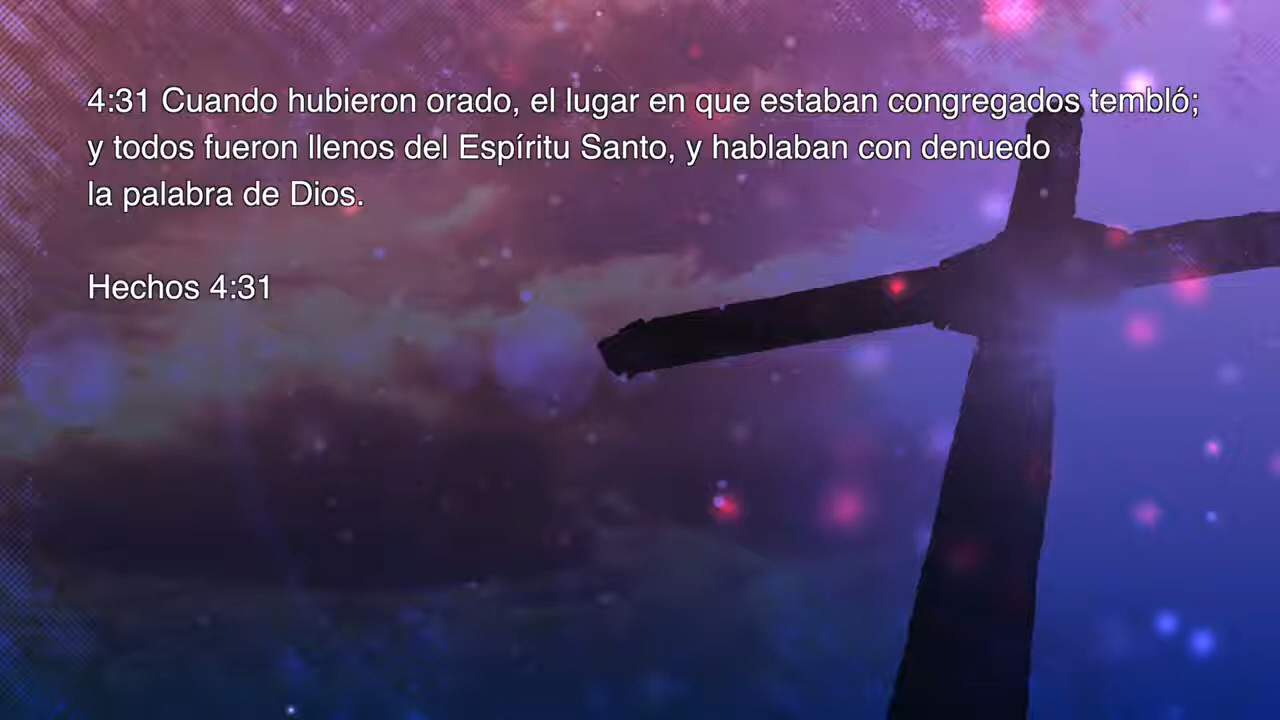 4:31 Cuando hubieron orado, el lugar en que estaban congregados tembló;
y todos fueron llenos del Espíritu Santo, y hablaban con denuedo
la palabra de Dios.
Hechos 4:31